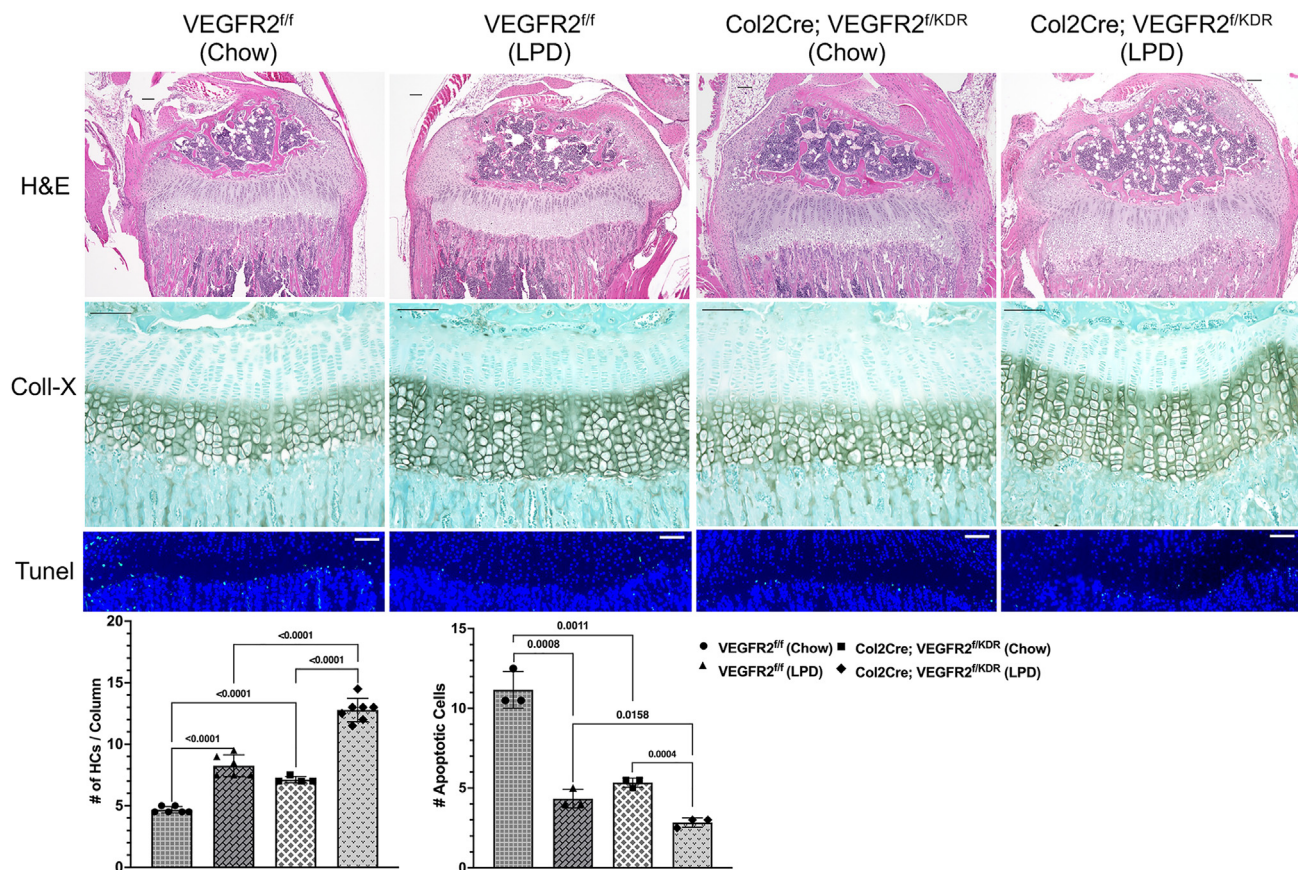 VEGFR2f/f
(Chow)
VEGFR2f/f
(LPD)
Col2Cre; VEGFR2f/KDR
(Chow)
Col2Cre; VEGFR2f/KDR
(LPD)
H&E
Coll-X
Tunel
# of HCs / Column
20
15
10
5
0
<0.0001
<0.0001
<0.0001
<0.0001
# Apoptotic Cells
15
10
5
0
0.0011
0.0008
0.0158
0.0004
VEGFR2f/f (Chow)
Col2Cre; VEGFR2f/KDR (Chow)
VEGFR2f/f (LPD)
Col2Cre; VEGFR2f/KDR (LPD)